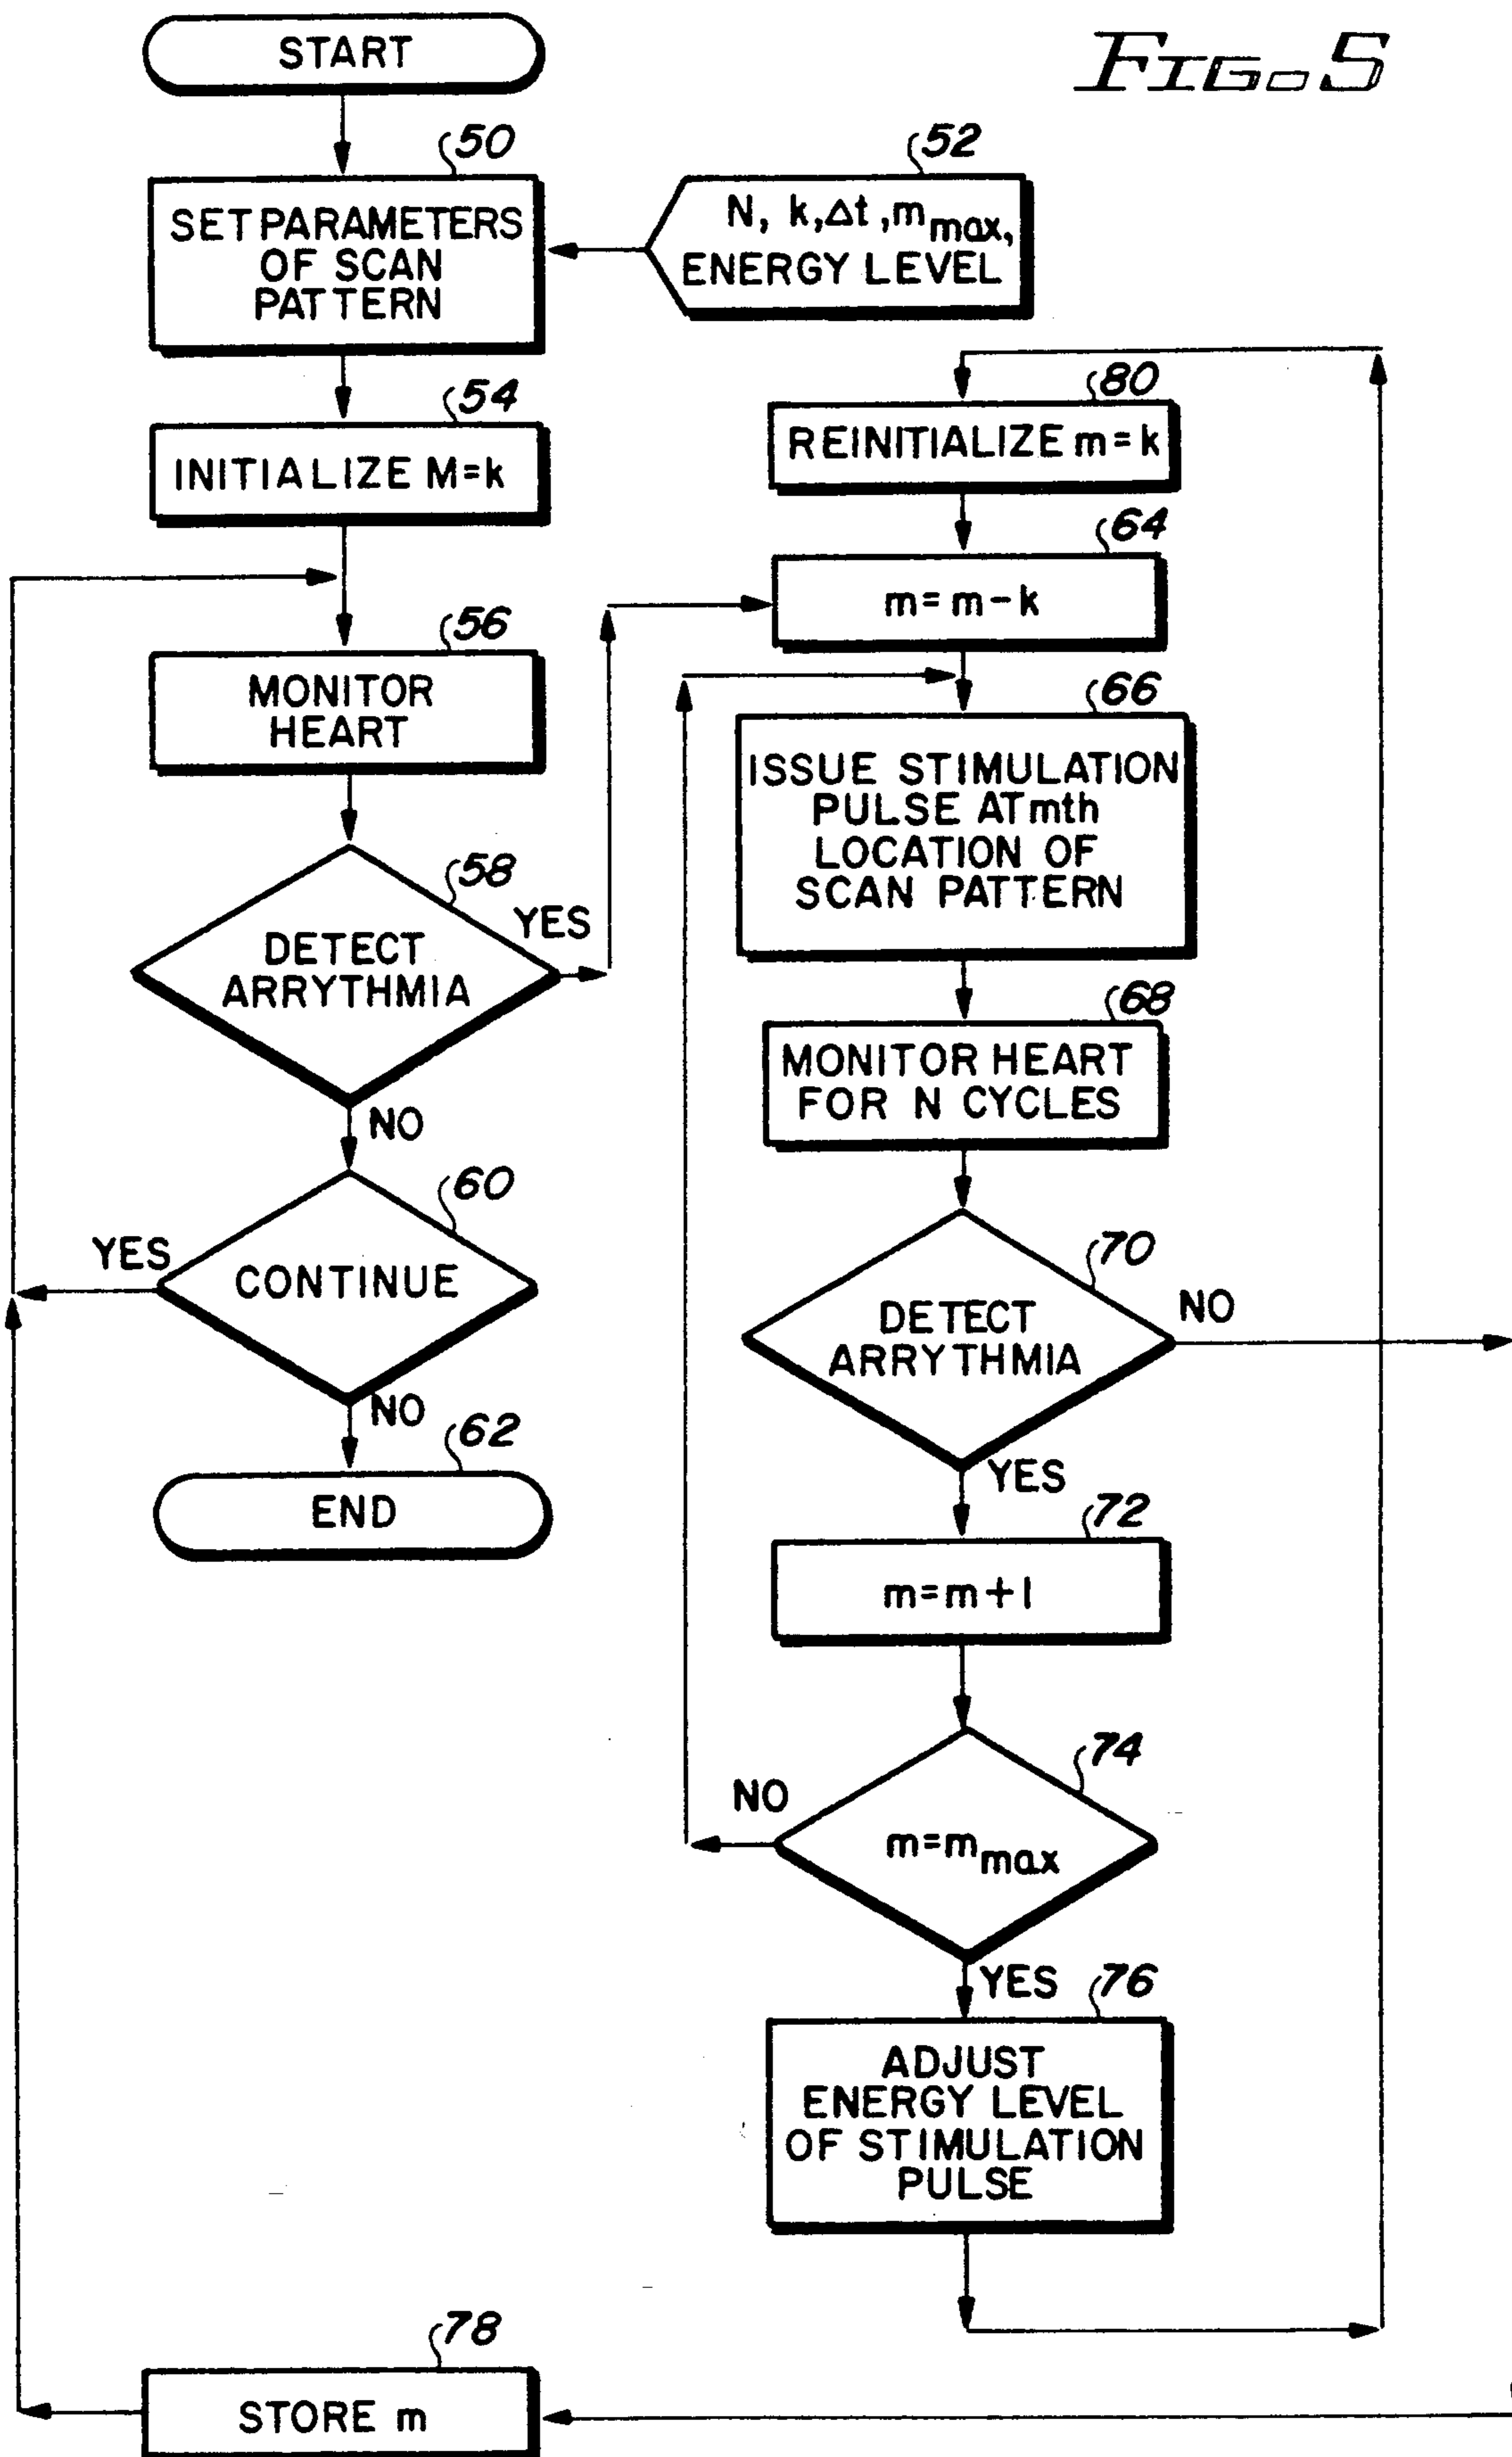 FIG. 5
START
50
SET PARAMETERS
OF SCAN
PATTERN
52
N, k, Δt, m max,
ENERGY LEVEL
54
INITIALIZE M=k
56
MONITOR
HEART
58
DETECT
ARRYTHMIA
YES
NO
60
CONTINUE
YES
NO
62
END
80
REINITIALIZE m=k
64
m=m-k
66
ISSUE STIMULATION
PULSE AT mth
LOCATION OF
SCAN PATTERN
68
MONITOR HEART
FOR N CYCLES
70
DETECT
ARRYTHMIA
NO
YES
72
m=m+1
74
m=m max
NO
YES
76
ADJUST
ENERGY LEVEL
OF STIMULATION
PULSE
78
STORE m